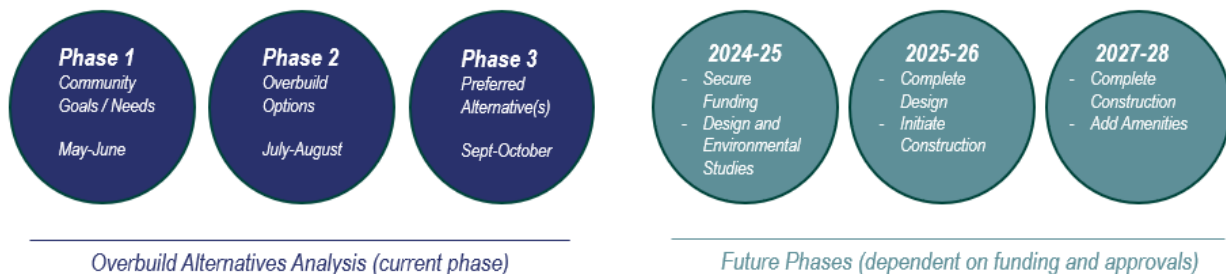 Phase 1
Community
Goals / Needs
May-June
Phase 2
Overbuild
Options
July-August
Phase 3
Preferred
Alternative(s)
Sept-October
2024-25
- Secure
Funding
- Design and
Environmental
Studies
2025-26
- Complete
Design
- Initiate
Construction
2027-28
- Complete
Construction
- Add Amenities
Overbuild Alternatives Analysis (current phase)
Future Phases (dependent on funding and approvals)